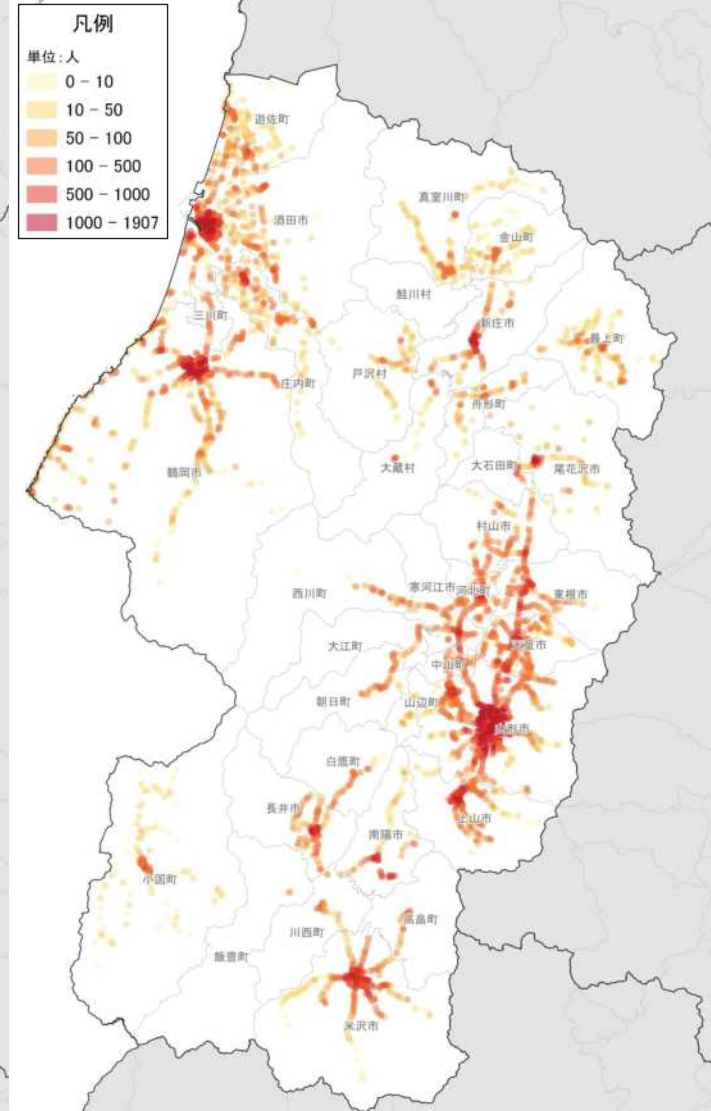 凡例
単位：人
0 - 10
10 - 50
50 - 100
100 - 500
500 - 1000
1000 - 1907
遊佐町
真室川町
酒田市
金山町
鮭川村
三川町
新庄市
最上町
戸沢村
庄内町
舟形町
大蔵村
大石田町
尾花沢市
鶴岡市
村山市
西川町
寒河江市
河北町
東根市
大江町
天童市
中山町
朝日町
山辺町
山形市
白鷹町
長井市
上山市
南陽市
小国町
川西町
高畠町
飯豊町
米沢市